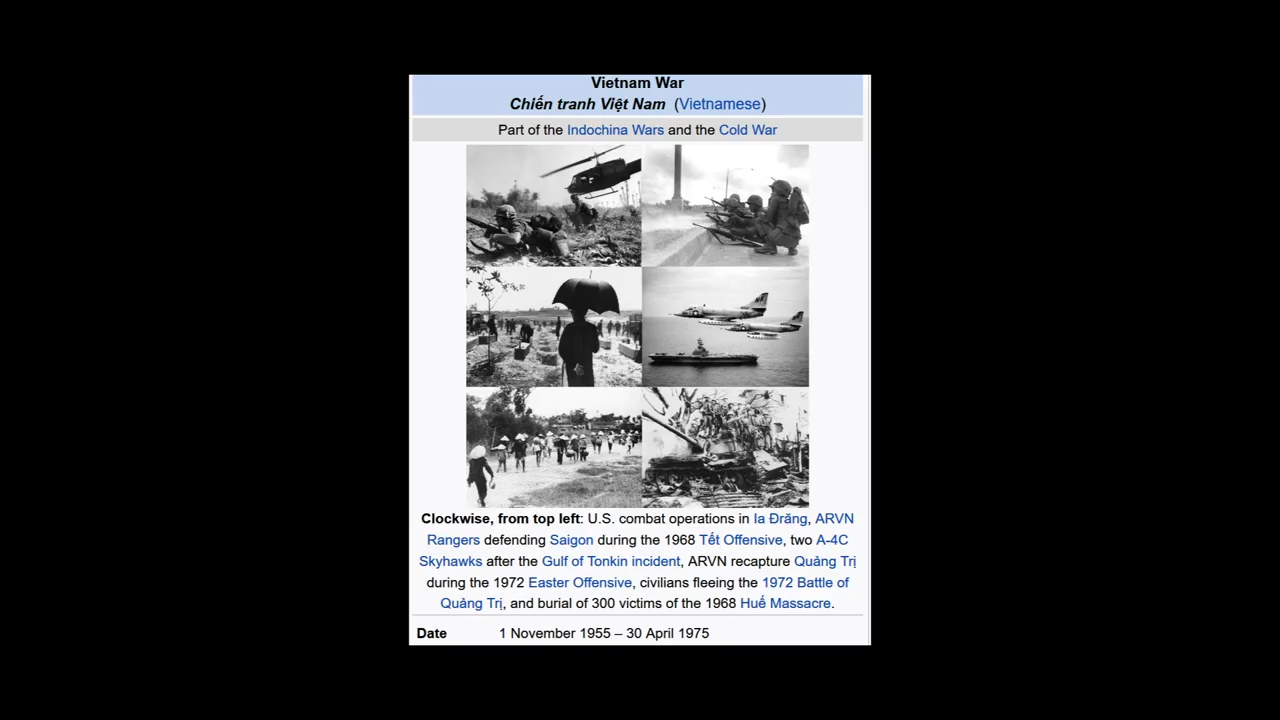 Vietnam War
Chiến tranh Việt Nam (Vietnamese)
Part of the Indochina Wars and the Cold War
Clockwise, from top left: U.S. combat operations in Ia Đrăng, ARVN
Rangers defending Saigon during the 1968 Tết Offensive, two A-4C
Skyhawks after the Gulf of Tonkin incident, ARVN recapture Quảng Trị
during the 1972 Easter Offensive, civilians fleeing the 1972 Battle of
Quảng Trị, and burial of 300 victims of the 1968 Huế Massacre.
Date 1 November 1955 – 30 April 1975